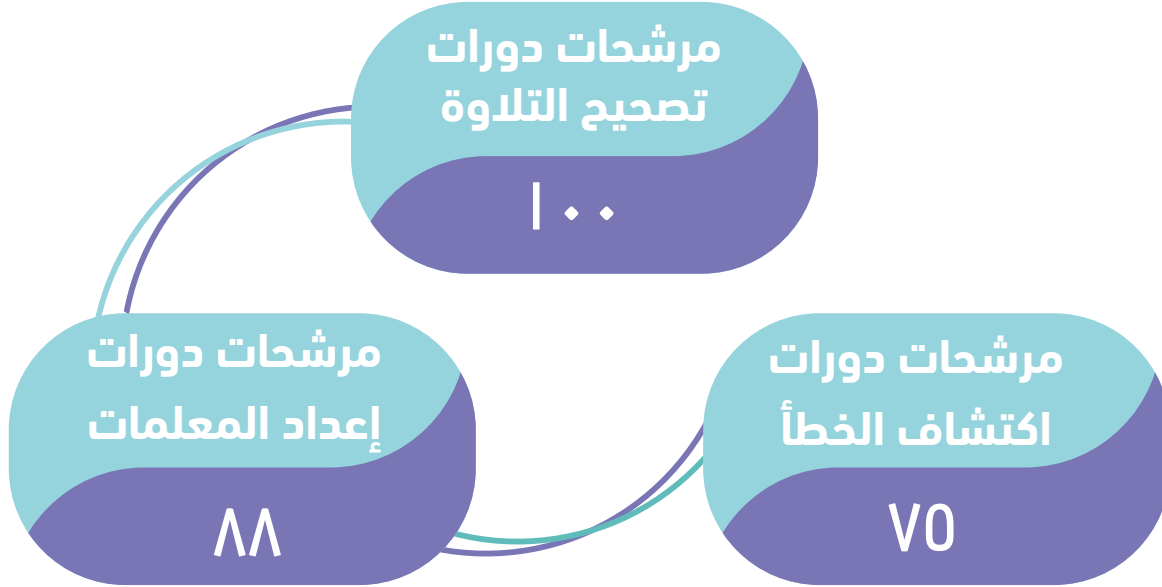 مرشحات دورات
تصحيح التلاوة
١٠٠
مرشحات دورات
اكتشاف الخطأ
٧٥
مرشحات دورات
إعداد المعلمات
٨٨